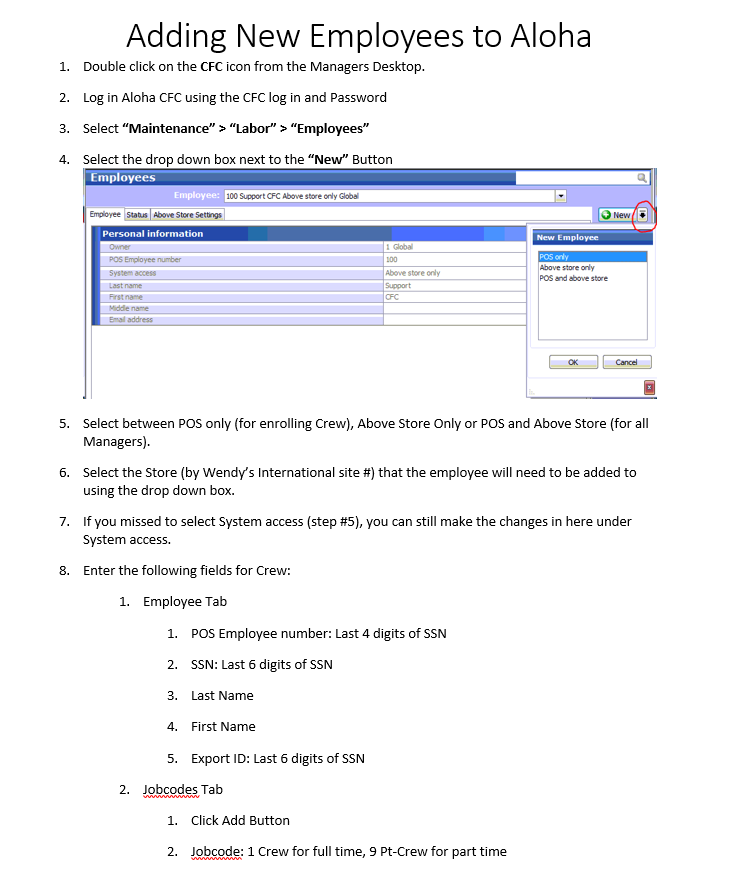 Adding New Employees to Aloha
1. Double click on the CFC icon from the Managers Desktop.
2. Log in Aloha CFC using the CFC log in and Password
3. Select “Maintenance” > “Labor” > “Employees”
4. Select the drop down box next to the “New” Button
Employees
Employee: 100 Support CFC Above store only Global
Employee Status Above Store Settings New
Personal information
Owner 1 Global
POS Employee number 100
System access Above store only
Last name Support
First name CFC
Middle name
Email address
New Employee
POS only
Above store only
POS and above store
OK Cancel
5. Select between POS only (for enrolling Crew), Above Store Only or POS and Above Store (for all
Managers).
6. Select the Store (by Wendy’s International site #) that the employee will need to be added to
using the drop down box.
7. If you missed to select System access (step #5), you can still make the changes in here under
System access.
8. Enter the following fields for Crew:
1. Employee Tab
1. POS Employee number: Last 4 digits of SSN
2. SSN: Last 6 digits of SSN
3. Last Name
4. First Name
5. Export ID: Last 6 digits of SSN
2. Jobcodes Tab
1. Click Add Button
2. Jobcode: 1 Crew for full time, 9 Pt-Crew for part time